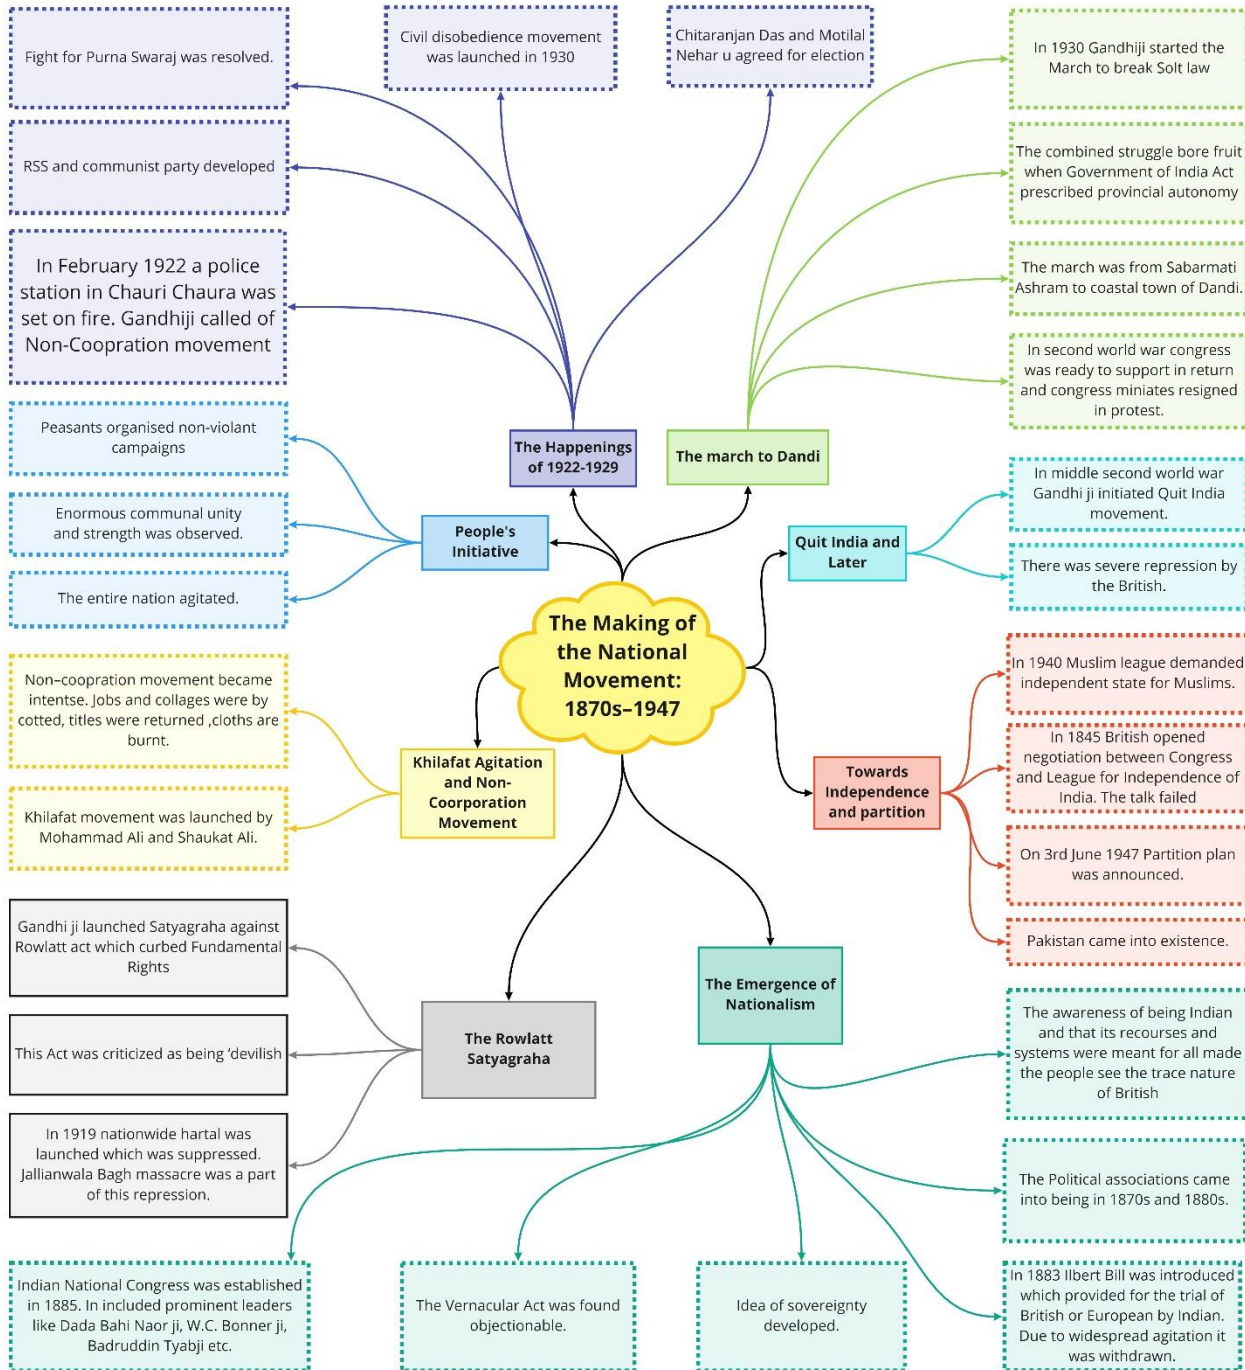 Fight for Purna Swaraj was resolved.
Civil disobedience movement
was launched in 1930
Chitaranjan Das and Motilal
Nehar u agreed for election
In 1930 Gandhiji started the
March to break Solt law
RSS and communist party developed
The combined struggle bore fruit
when Government of India Act
prescribed provincial autonomy
In February 1922 a police
station in Chauri Chaura was
set on fire. Gandhiji called of
Non-Coopration movement
The march was from Sabarmati
Ashram to coastal town of Dandi.
In second world war congress
was ready to support in return
and congress miniates resigned
in protest.
The Happenings
of 1922-1929
The march to Dandi
Peasants organised non-violant
campaigns
Enormous communal unity
and strength was observed.
The entire nation agitated.
People's
Initiative
Quit India and
Later
In middle second world war
Gandhi ji initiated Quit India
movement.
There was severe repression by
the British.
The Making of
the National
Movement:
1870s–1947
Non–coopration movement became
intentse. Jobs and collages were by
cotted, titles were returned ,cloths are
burnt.
Khilafat movement was launched by
Mohammad Ali and Shaukat Ali.
Khilafat Agitation
and Non-
Coorporation
Movement
Towards
Independence
and partition
In 1940 Muslim league demanded
independent state for Muslims.
In 1845 British opened
negotiation between Congress
and League for Independence of
India. The talk failed
On 3rd June 1947 Partition plan
was announced.
Pakistan came into existence.
Gandhi ji launched Satyagraha against
Rowlatt act which curbed Fundamental
Rights
This Act was criticized as being ‘devilish
In 1919 nationwide hartal was
launched which was suppressed.
Jallianwala Bagh massacre was a part
of this repression.
The Rowlatt
Satyagraha
The Emergence of
Nationalism
The awareness of being Indian
and that its recourses and
systems were meant for all made
the people see the trace nature
of British
The Political associations came
into being in 1870s and 1880s.
Indian National Congress was established
in 1885. In included prominent leaders
like Dada Bahi Naor ji, W.C. Bonner ji,
Badruddin Tyabji etc.
The Vernacular Act was found
objectionable.
Idea of sovereignty
developed.
In 1883 Ilbert Bill was introduced
which provided for the trial of
British or European by Indian.
Due to widespread agitation it
was withdrawn.